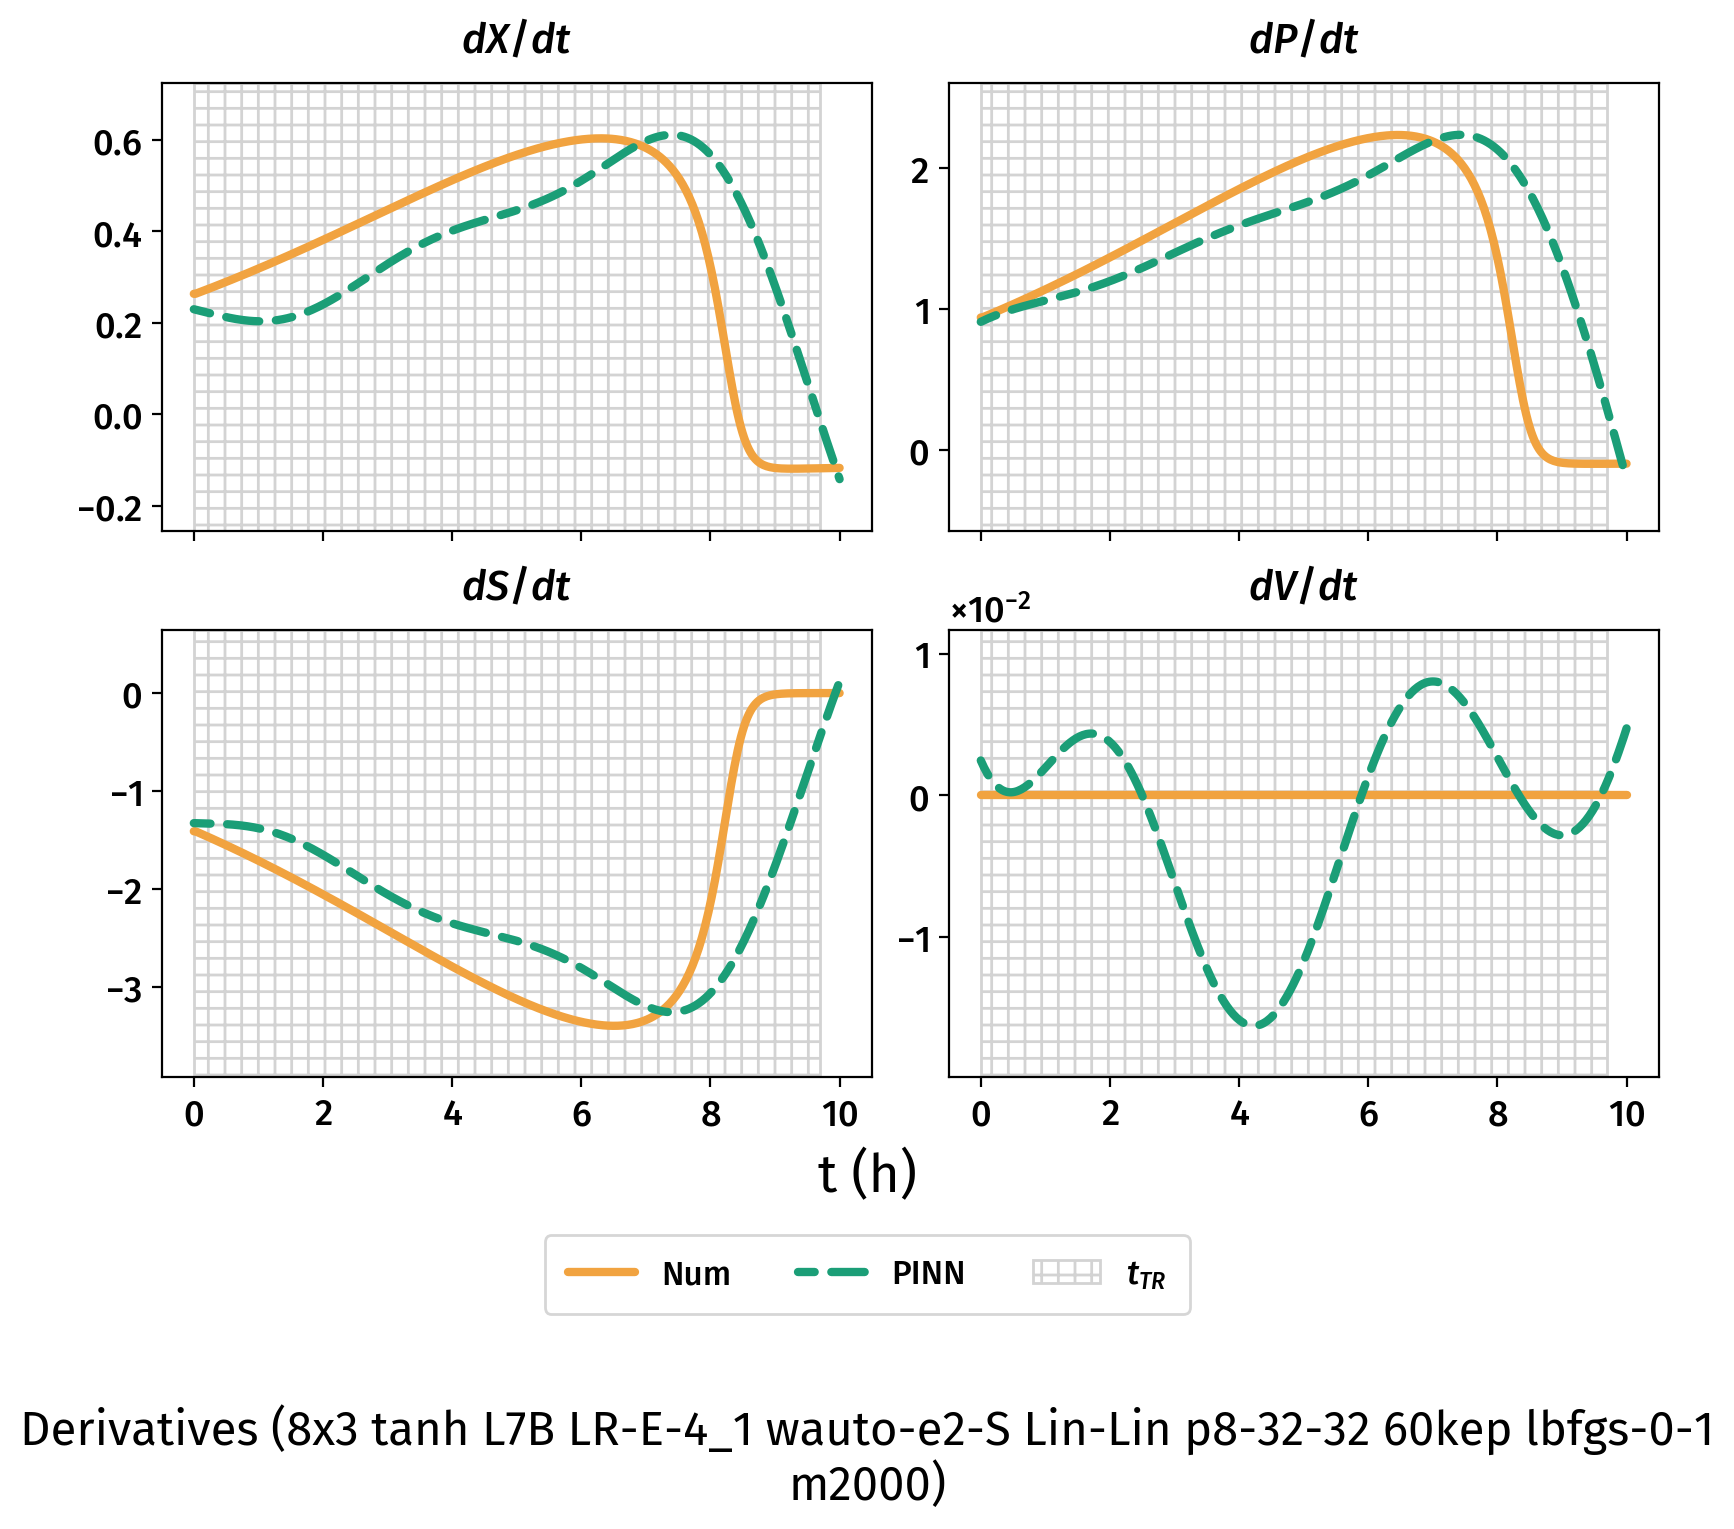 dX/dt
dP/dt
0.6
0.4
0.2
0.0
−0.2
2
1
0
dS/dt
dV/dt
×10⁻²
0
−1
−2
−3
1
0
−1
0 2 4 6 8 10
0 2 4 6 8 10
t (h)
Num PINN t_TR
Derivatives (8x3 tanh L7B LR-E-4_1 wauto-e2-S Lin-Lin p8-32-32 60kep lbfgs-0-1
m2000)